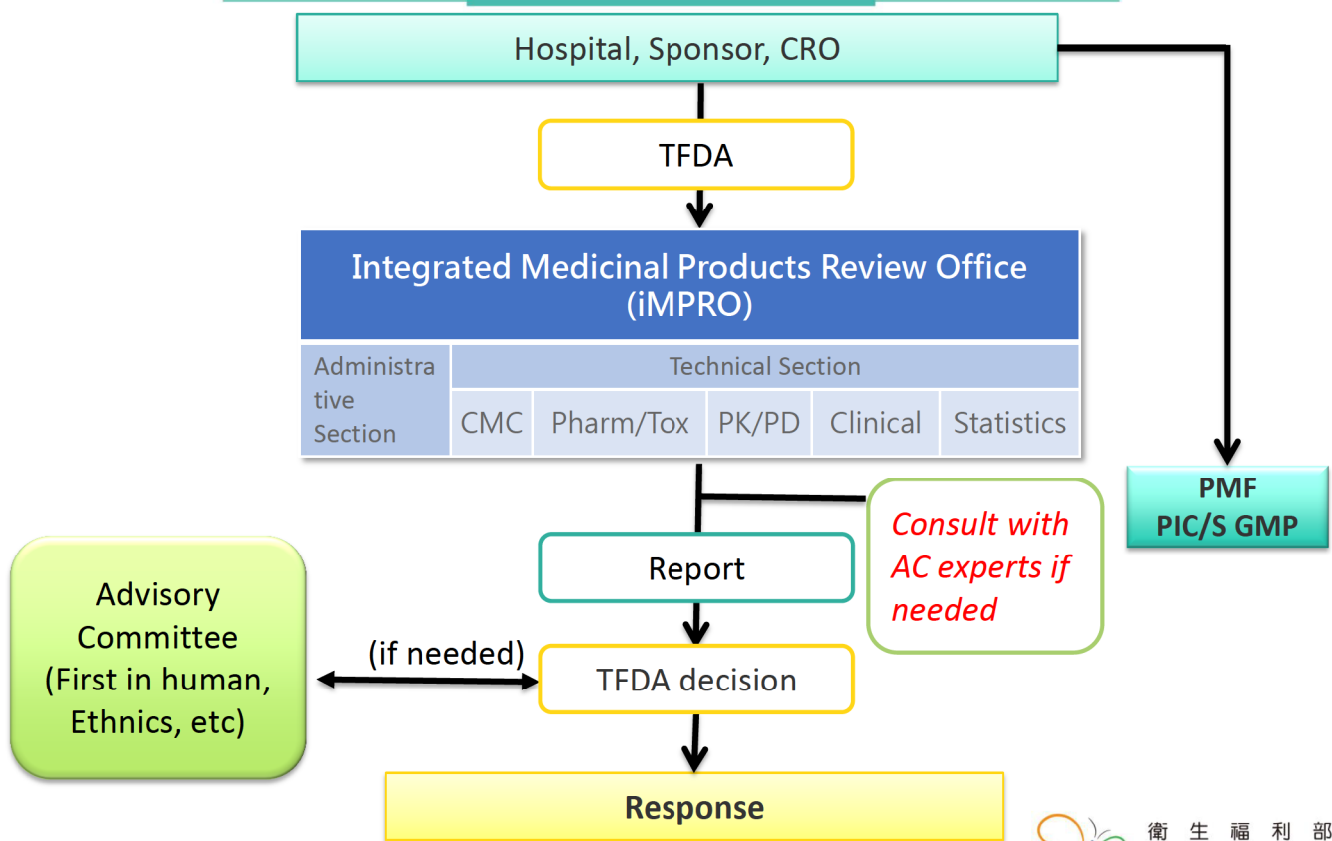 Hospital, Sponsor, CRO
TFDA
Integrated Medicinal Products Review Office
(iMPRO)
Administra
tive
Section
Technical Section
CMC
Pharm/Tox
PK/PD
Clinical
Statistics
PMF
PIC/S GMP
Consult with
AC experts if
needed
Report
Advisory
Committee
(First in human,
Ethnics, etc)
(if needed)
TFDA decision
Response
衛生福利部